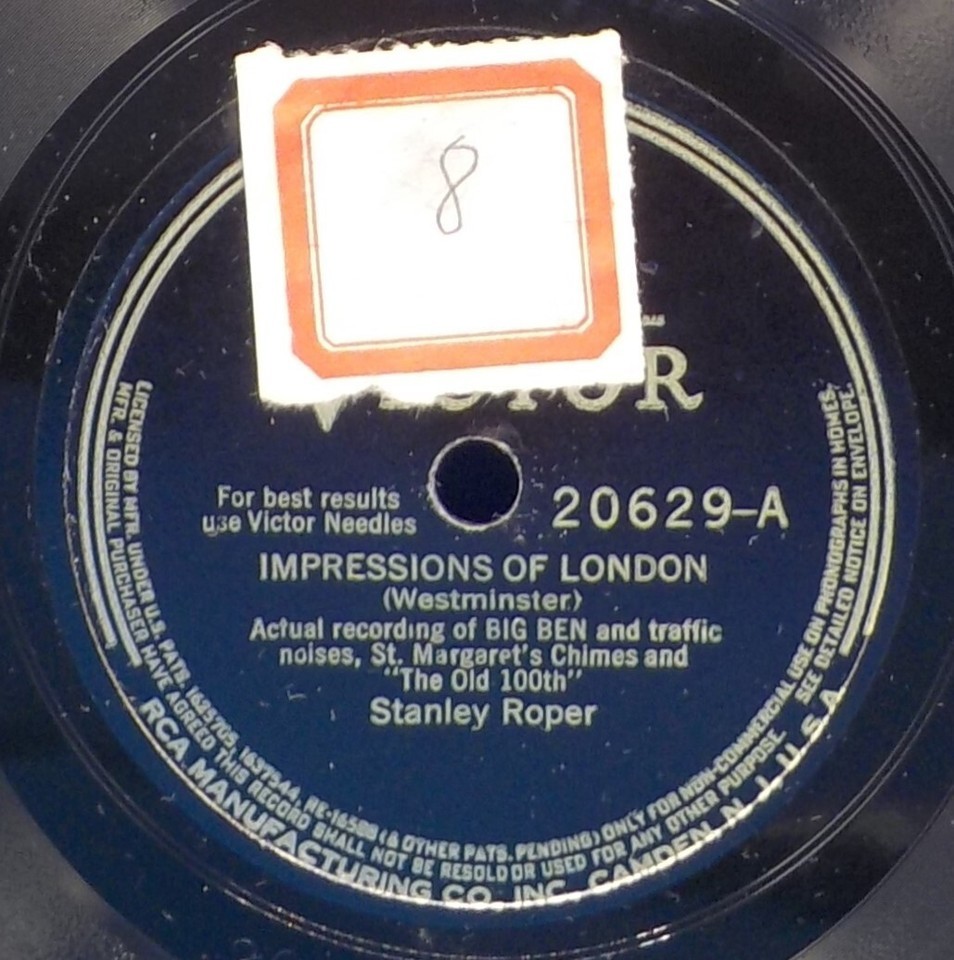 8
VICTOR
For best results
use Victor Needles
20629-A
IMPRESSIONS OF LONDON
(Westminster)
Actual recording of BIG BEN and traffic
noises, St. Margaret's Chimes and
"The Old 100th"
Stanley Roper
LICENSED BY MFR. UNDER U.S. PATS. 1625705, 1637544, RE-16588 (& OTHER PATS. PENDING) ONLY FOR NON-COMMERCIAL USE ON PHONOGRAPHS IN HOMES.
MFR. & ORIGINAL PURCHASER HAVE AGREED THIS RECORD SHALL NOT BE RESOLD OR USED FOR ANY OTHER PURPOSE. SEE DETAILED NOTICE ON ENVELOPE.
RCA MANUFACTURING CO., INC., CAMDEN, N. J., U. S. A.